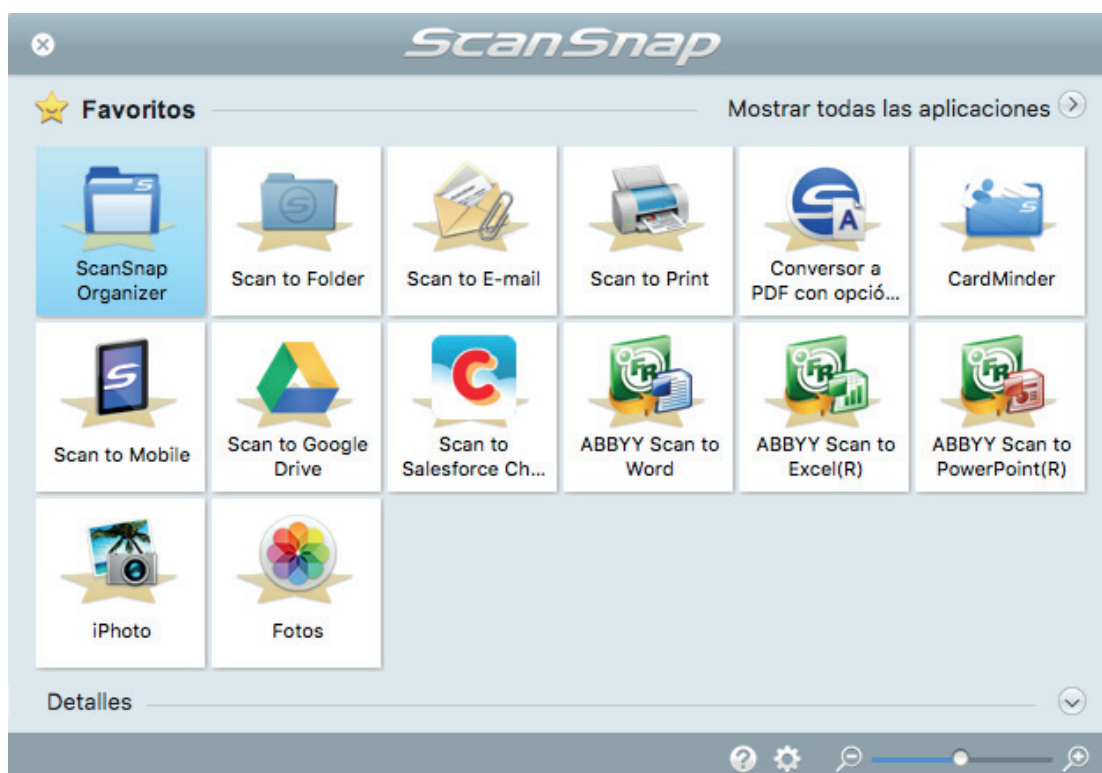 ScanSnap
Favoritos
Mostrar todas las aplicaciones
ScanSnap
Organizer
Scan to Folder
Scan to E-mail
Scan to Print
Conversor a
PDF con opció...
CardMinder
Scan to Mobile
Scan to Google
Drive
Scan to
Salesforce Ch...
ABBYY Scan to
Word
ABBYY Scan to
Excel(R)
ABBYY Scan to
PowerPoint(R)
iPhoto
Fotos
Detalles